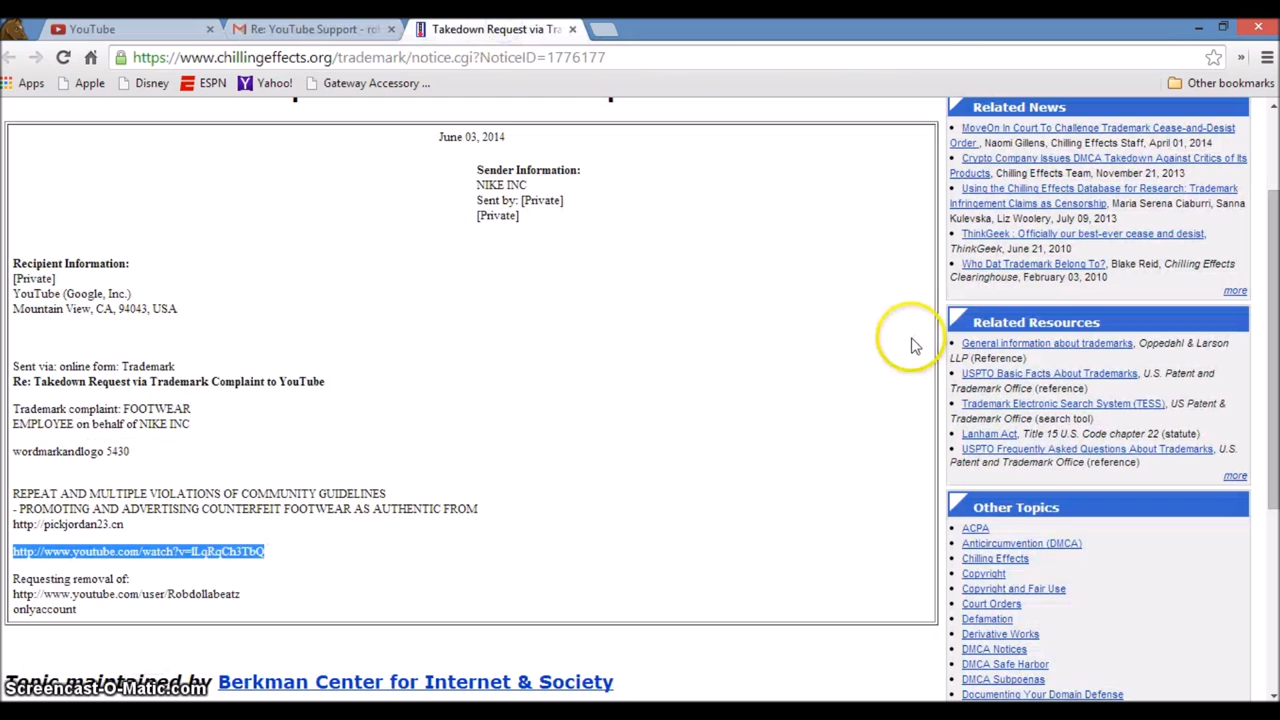 YouTube
Re: YouTube Support - rob
Takedown Request via Tra
https://www.chillingeffects.org/trademark/notice.cgi?NoticeID=1776177
Apps
Apple
Disney
ESPN
Yahoo!
Gateway Accessory ...
Other bookmarks
June 03, 2014
Sender Information:
NIKE INC
Sent by: [Private]
[Private]
Recipient Information:
[Private]
YouTube (Google, Inc.)
Mountain View, CA, 94043, USA
Sent via: online form: Trademark
Re: Takedown Request via Trademark Complaint to YouTube
Trademark complaint: FOOTWEAR
EMPLOYEE on behalf of NIKE INC
wordmarkandlogo 5430
REPEAT AND MULTIPLE VIOLATIONS OF COMMUNITY GUIDELINES
- PROMOTING AND ADVERTISING COUNTERFEIT FOOTWEAR AS AUTHENTIC FROM
http://pickjordan23.cn
http://www.youtube.com/watch?v=lLqRqCh3TbQ
Requesting removal of:
http://www.youtube.com/user/Robdollabeatz
onlyaccount
Topic maintained by Berkman Center for Internet & Society
Screencast-O-Matic.com
Related News
MoveOn In Court To Challenge Trademark Cease-and-Desist
Order , Naomi Gillens, Chilling Effects Staff, April 01, 2014
Crypto Company Issues DMCA Takedown Against Critics of Its
Products, Chilling Effects Team, November 21, 2013
Using the Chilling Effects Database for Research: Trademark
Infringement Claims as Censorship, Maria Serena Ciaburri, Sanna
Kulevska, Liz Woolery, July 09, 2013
ThinkGeek : Officially our best-ever cease and desist,
ThinkGeek, June 21, 2010
Who Dat Trademark Belong To?, Blake Reid, Chilling Effects
Clearinghouse, February 03, 2010
more
Related Resources
General information about trademarks, Oppedahl & Larson
LLP (Reference)
USPTO Basic Facts About Trademarks, U.S. Patent and
Trademark Office (reference)
Trademark Electronic Search System (TESS), US Patent &
Trademark Office (search tool)
Lanham Act, Title 15 U.S. Code chapter 22 (statute)
USPTO Frequently Asked Questions About Trademarks, U.S.
Patent and Trademark Office (reference)
more
Other Topics
ACPA
Anticircumvention (DMCA)
Chilling Effects
Copyright
Copyright and Fair Use
Court Orders
Defamation
Derivative Works
DMCA Notices
DMCA Safe Harbor
DMCA Subpoenas
Documenting Your Domain Defense